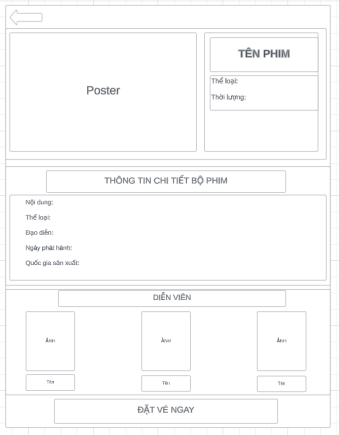 Poster
TÊN PHIM
Thể loại:
Thời lượng:
THÔNG TIN CHI TIẾT BỘ PHIM
Nội dung:
Thể loại:
Đạo diễn:
Ngày phát hành:
Quốc gia sản xuất:
DIỄN VIÊN
Ảnh
Ảnh
Ảnh
Tên
Tên
Tên
ĐẶT VÉ NGAY